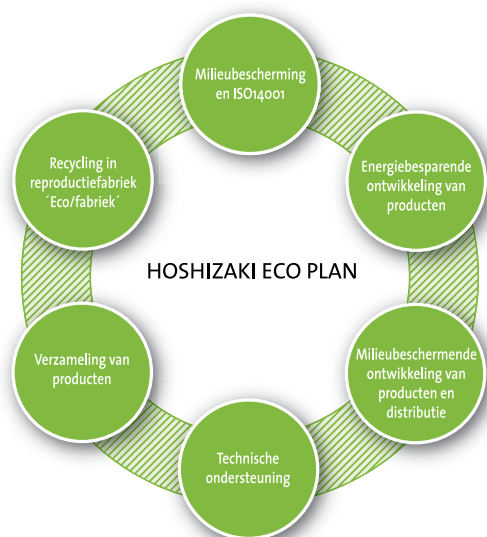 Milieubescherming
en ISO14001
Energiebesparende
ontwikkeling van
producten
Milieubeschermende
ontwikkeling van
producten en
distributie
Technische
ondersteuning
Verzameling van
producten
Recycling in
reproductiefabriek
´Eco/fabriek´
HOSHIZAKI ECO PLAN